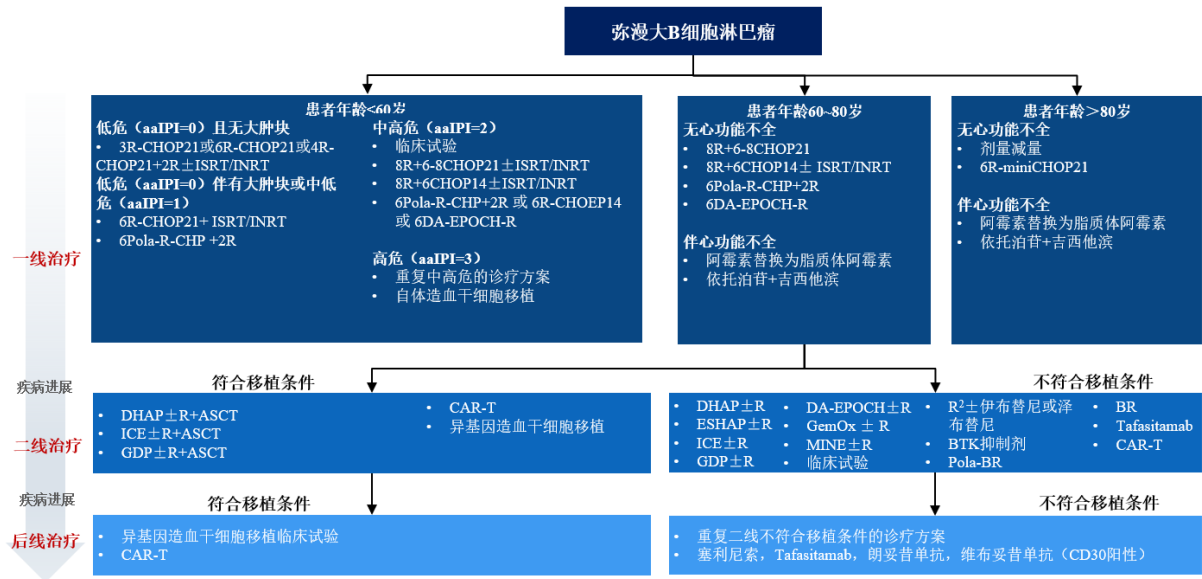 弥漫大B细胞淋巴瘤
患者年龄≤60岁
低危（aaIPI=0）且无大肿块
• 3R-CHOP21或6R-CHOP21或4R-
CHOP21+2R±ISRT/INRT
低危（aaIPI=0）伴有大肿块或中低
危（aaIPI=1）
• 6R-CHOP21+ ISRT/INRT
• 6Pola-R-CHP +2R
中高危（aaIPI=2）
• 临床试验
• 8R+6-8CHOP21±ISRT/INRT
• 8R+6CHOP14±ISRT/INRT
• 6Pola-R-CHP+2R 或 6R-CHOEP14
或 6DA-EPOCH-R
高危（aaIPI=3）
• 重复中高危的诊疗方案
• 自体造血干细胞移植
患者年龄60~80岁
无心功能不全
• 8R+6-8CHOP21
• 8R+6CHOP14± ISRT/INRT
• 6Pola-R-CHP+2R
• 6DA-EPOCH-R
伴心功能不全
• 阿霉素替换为脂质体阿霉素
• 依托泊苷+吉西他滨
患者年龄＞80岁
无心功能不全
• 剂量减量
• 6R-miniCHOP21
伴心功能不全
• 阿霉素替换为脂质体阿霉素
• 依托泊苷+吉西他滨
一线治疗
疾病进展
符合移植条件
不符合移植条件
二线治疗
• DHAP±R+ASCT
• ICE±R+ASCT
• GDP±R+ASCT
• CAR-T
• 异基因造血干细胞移植
• DHAP±R
• ESHAP±R
• ICE±R
• GDP±R
• DA-EPOCH±R
• GemOx ± R
• MINE±R
• 临床试验
• R²±伊布替尼或泽
布替尼
• BTK抑制剂
• Pola-BR
• BR
• Tafasitamab
• CAR-T
疾病进展
符合移植条件
不符合移植条件
后线治疗
• 异基因造血干细胞移植临床试验
• CAR-T
• 重复二线不符合移植条件的诊疗方案
• 塞利尼索，Tafasitamab，朗妥昔单抗，维布妥昔单抗（CD30阳性）